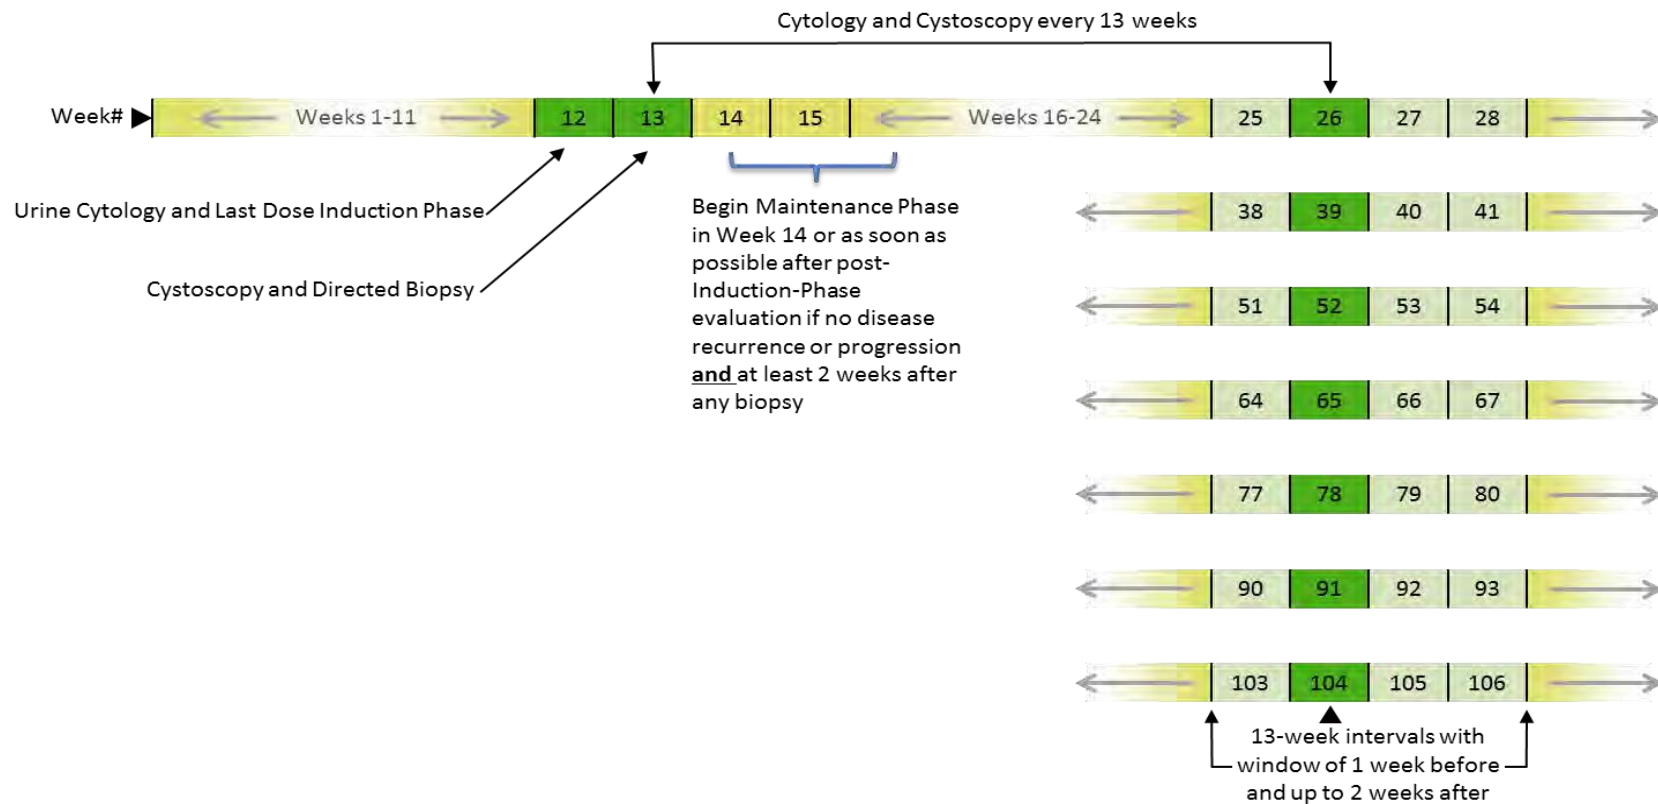 Cytology and Cystoscopy every 13 weeks
Week# Weeks 1-11 12 13 14 15 Weeks 16-24 25 26 27 28
Urine Cytology and Last Dose Induction Phase
Cystoscopy and Directed Biopsy
Begin Maintenance Phase
in Week 14 or as soon as
possible after post-
Induction-Phase
evaluation if no disease
recurrence or progression
and at least 2 weeks after
any biopsy
38 39 40 41
51 52 53 54
64 65 66 67
77 78 79 80
90 91 92 93
103 104 105 106
13-week intervals with
window of 1 week before
and up to 2 weeks after